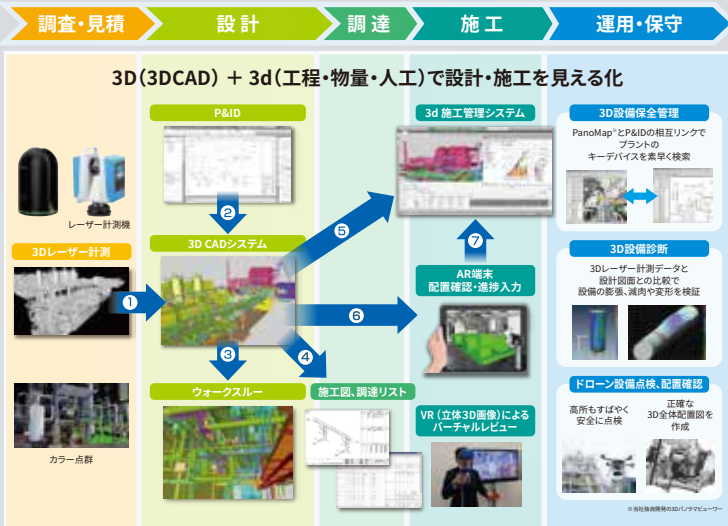 調査・見積
設計
調達
施工
運用・保守
3D(3DCAD) + 3d(工程・物量・人工)で設計・施工を見える化
レーザー計測機
3Dレーザー計測
カラー点群
P&ID
3D CADシステム
ウォークスルー
施工図、調達リスト
①
②
③
④
⑤
⑥
⑦
3d 施工管理システム
AR端末
配置確認・進捗入力
VR(立体3D画像)による
バーチャルレビュー
3D設備保全管理
PanoMap※とP&IDの相互リンクで
プラントの
キーデバイスを素早く検索
3D設備診断
3Dレーザー計測データと
設計図面との比較で
設備の膨張、減肉や変形を検証
ドローン設備点検、配置確認
高所もすばやく
安全に点検
正確な
3D全体配置図を
作成
※当社独自開発の3Dパノラマビューワー